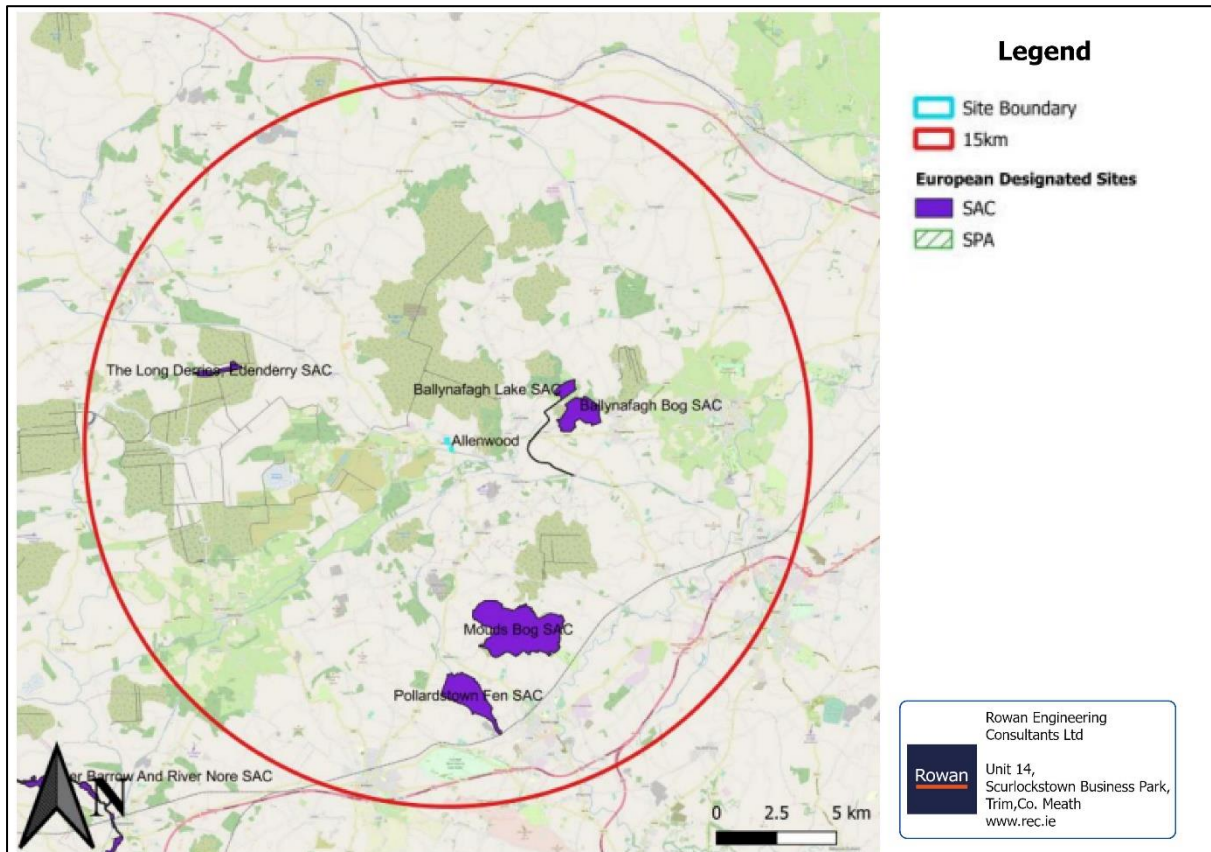 Legend
Site Boundary
15km
European Designated Sites
SAC
SPA
The Long Derries, Edenderry SAC
Ballynafagh Lake SAC
Ballynafagh Bog SAC
Allenwood
Mouds Bog SAC
Pollardstown Fen SAC
er Barrow And River Nore SAC
N
0 2.5 5 km
Rowan
Rowan Engineering
Consultants Ltd
Unit 14,
Scurlockstown Business Park,
Trim,Co. Meath
www.rec.ie